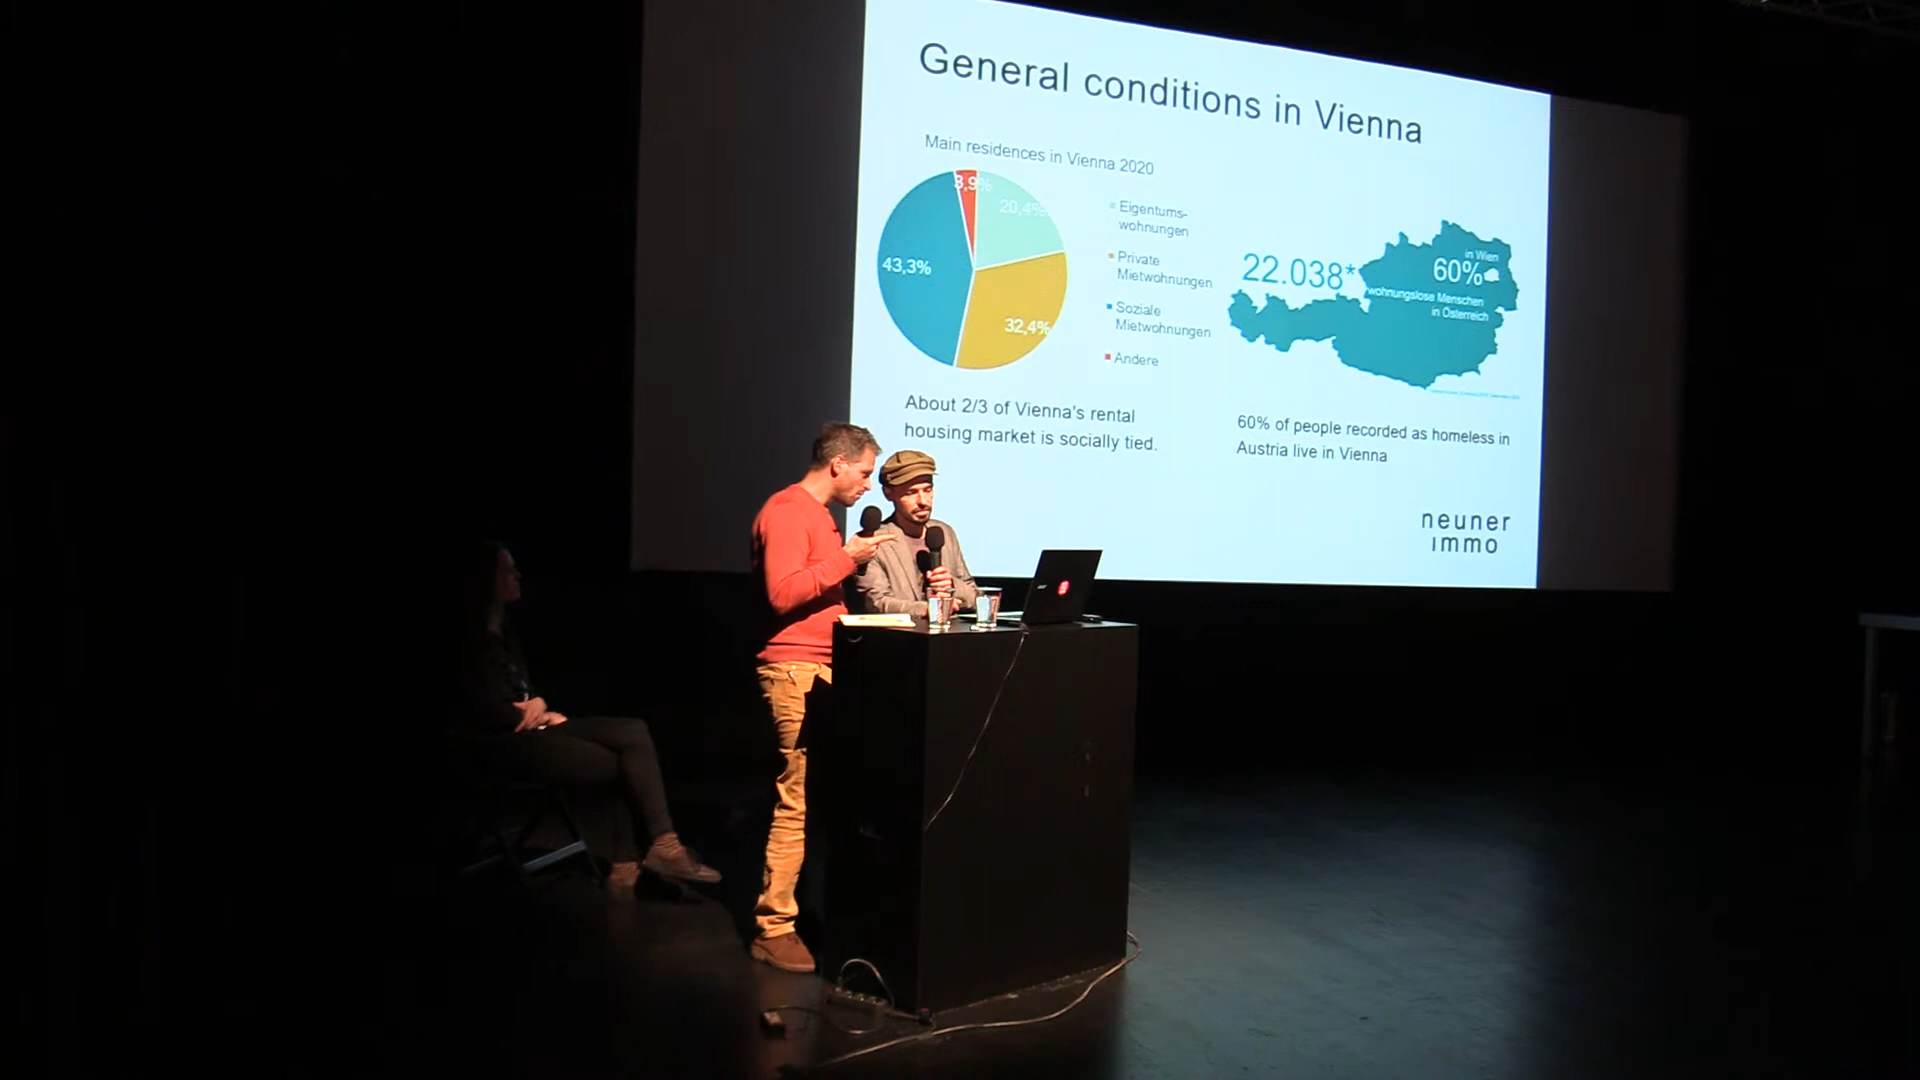 General conditions in Vienna
Main residences in Vienna 2020
3,9%
20,4%
43,3%
32,4%
Eigentums-
wohnungen
Private
Mietwohnungen
Soziale
Mietwohnungen
Andere
22.038*
in Wien
60%
wohnungslose Menschen
in Österreich
About 2/3 of Vienna's rental
housing market is socially tied.
60% of people recorded as homeless in
Austria live in Vienna
neuner
immo